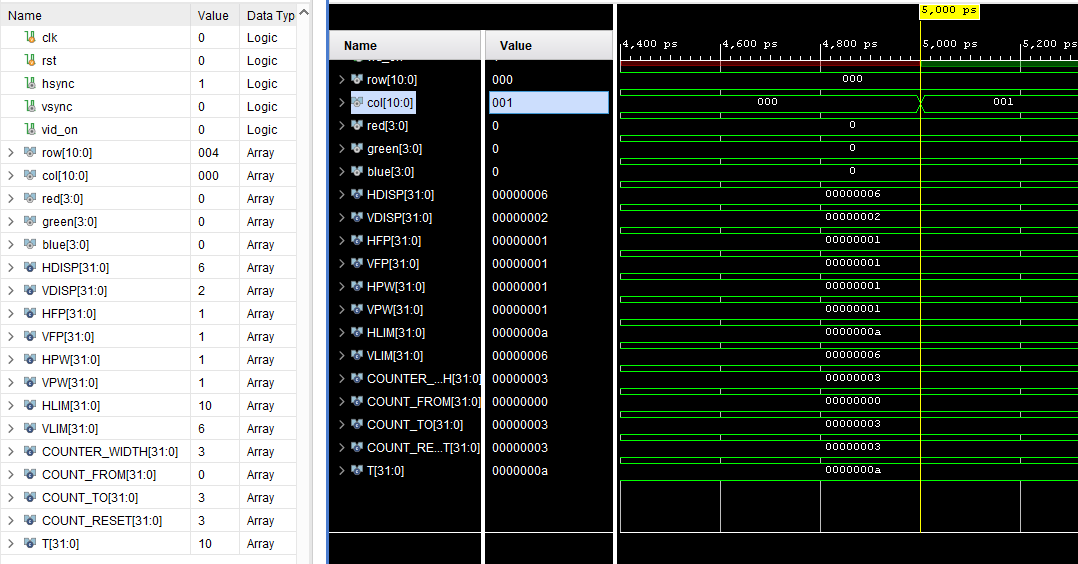 Name Value Data Typ
clk 0 Logic
rst 0 Logic
hsync 1 Logic
vsync 0 Logic
vid_on 0 Logic
row[10:0] 004 Array
col[10:0] 000 Array
red[3:0] 0 Array
green[3:0] 0 Array
blue[3:0] 0 Array
HDISP[31:0] 6 Array
VDISP[31:0] 2 Array
HFP[31:0] 1 Array
VFP[31:0] 1 Array
HPW[31:0] 1 Array
VPW[31:0] 1 Array
HLIM[31:0] 10 Array
VLIM[31:0] 6 Array
COUNTER_WIDTH[31:0] 3 Array
COUNT_FROM[31:0] 0 Array
COUNT_TO[31:0] 3 Array
COUNT_RESET[31:0] 3 Array
T[31:0] 10 Array
5,000 ps
Name Value 4,400 ps 4,600 ps 4,800 ps 5,000 ps 5,200 ps
row[10:0] 000 000
col[10:0] 001 000 001
red[3:0] 0 0
green[3:0] 0 0
blue[3:0] 0 0
HDISP[31:0] 00000006 00000006
VDISP[31:0] 00000002 00000002
HFP[31:0] 00000001 00000001
VFP[31:0] 00000001 00000001
HPW[31:0] 00000001 00000001
VPW[31:0] 00000001 00000001
HLIM[31:0] 0000000a 0000000a
VLIM[31:0] 00000006 00000006
COUNTER_...H[31:0] 00000003 00000003
COUNT_FROM[31:0] 00000000 00000000
COUNT_TO[31:0] 00000003 00000003
COUNT_RE...T[31:0] 00000003 00000003
T[31:0] 0000000a 0000000a